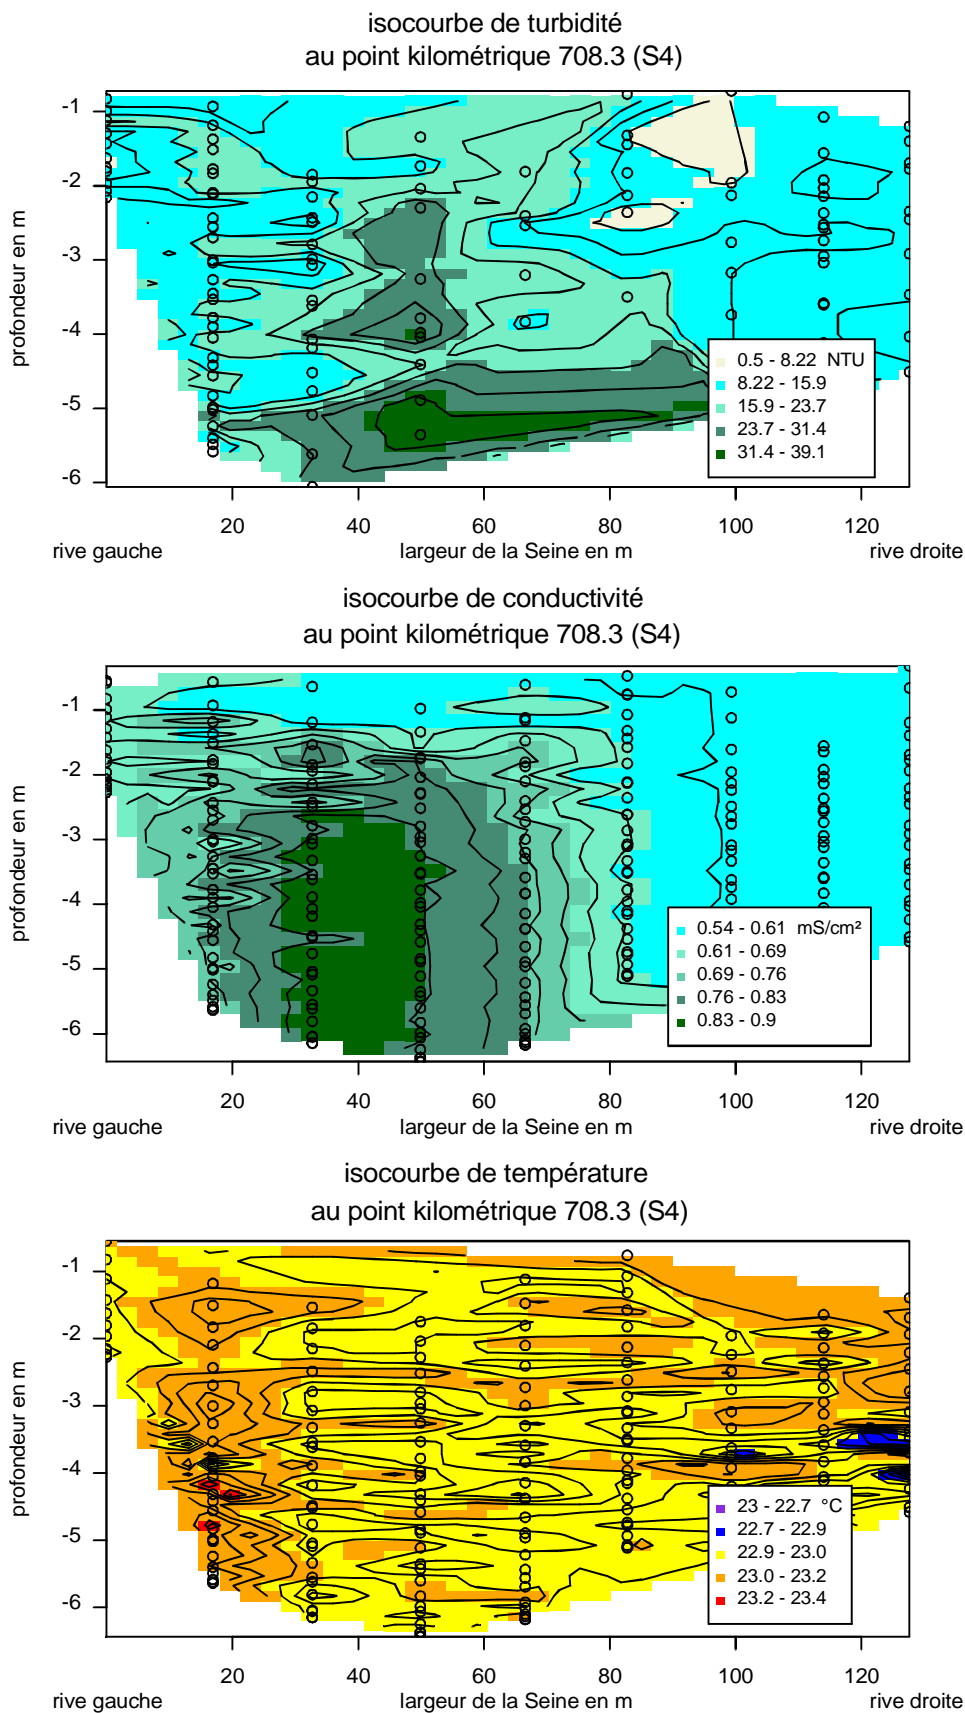 isocourbe de turbidité
au point kilométrique 708.3 (S4)
profondeur en m
-1
-2
-3
-4
-5
-6
0.5 - 8.22 NTU
8.22 - 15.9
15.9 - 23.7
23.7 - 31.4
31.4 - 39.1
20 40 60 80 100 120
rive gauche largeur de la Seine en m rive droite
isocourbe de conductivité
au point kilométrique 708.3 (S4)
profondeur en m
-1
-2
-3
-4
-5
-6
0.54 - 0.61 mS/cm²
0.61 - 0.69
0.69 - 0.76
0.76 - 0.83
0.83 - 0.9
20 40 60 80 100 120
rive gauche largeur de la Seine en m rive droite
isocourbe de température
au point kilométrique 708.3 (S4)
profondeur en m
-1
-2
-3
-4
-5
-6
23 - 22.7 °C
22.7 - 22.9
22.9 - 23.0
23.0 - 23.2
23.2 - 23.4
20 40 60 80 100 120
rive gauche largeur de la Seine en m rive droite